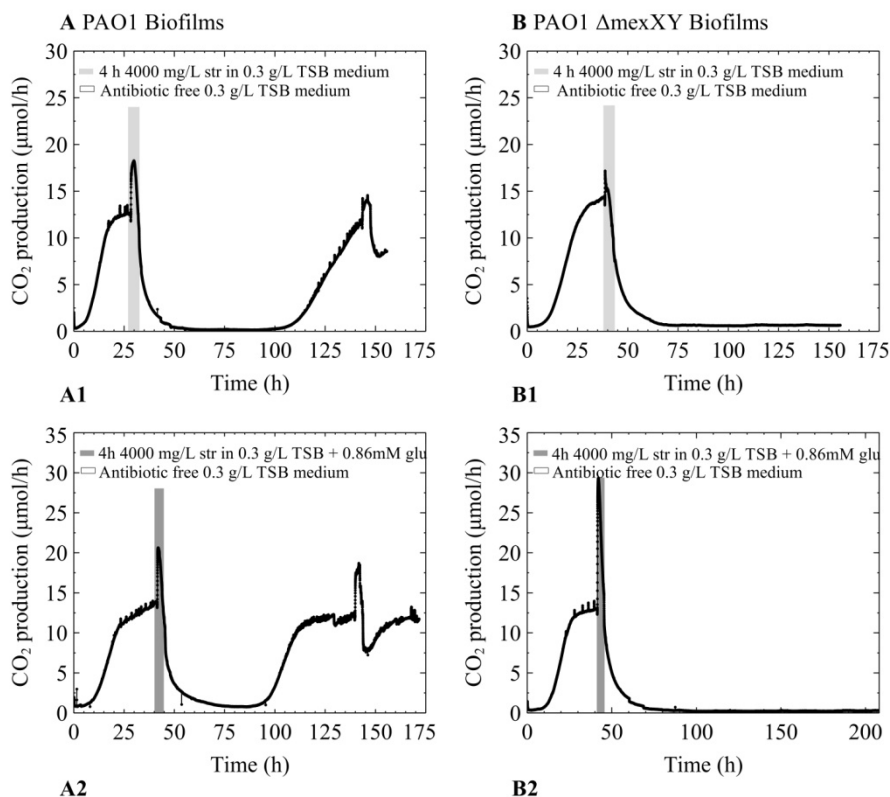 A PAO1 Biofilms
30
25
20
15
10
5
0
CO₂ production (μmol/h)
4 h 4000 mg/L str in 0.3 g/L TSB medium
Antibiotic free 0.3 g/L TSB medium
0 25 50 75 100 125 150 175
Time (h)
A1
B PAO1 ΔmexXY Biofilms
30
25
20
15
10
5
0
CO₂ production (μmol/h)
4 h 4000 mg/L str in 0.3 g/L TSB medium
Antibiotic free 0.3 g/L TSB medium
0 25 50 75 100 125 150 175
Time (h)
B1
35
30
25
20
15
10
5
0
CO₂ production (μmol/h)
4h 4000 mg/L str in 0.3 g/L TSB + 0.86mM glu
Antibiotic free 0.3 g/L TSB medium
0 25 50 75 100 125 150 175
Time (h)
A2
35
30
25
20
15
10
5
0
CO₂ production (μmol/h)
4h 4000 mg/L str in 0.3 g/L TSB + 0.86mM glu
Antibiotic free 0.3 g/L TSB medium
0 50 100 150 200
Time (h)
B2